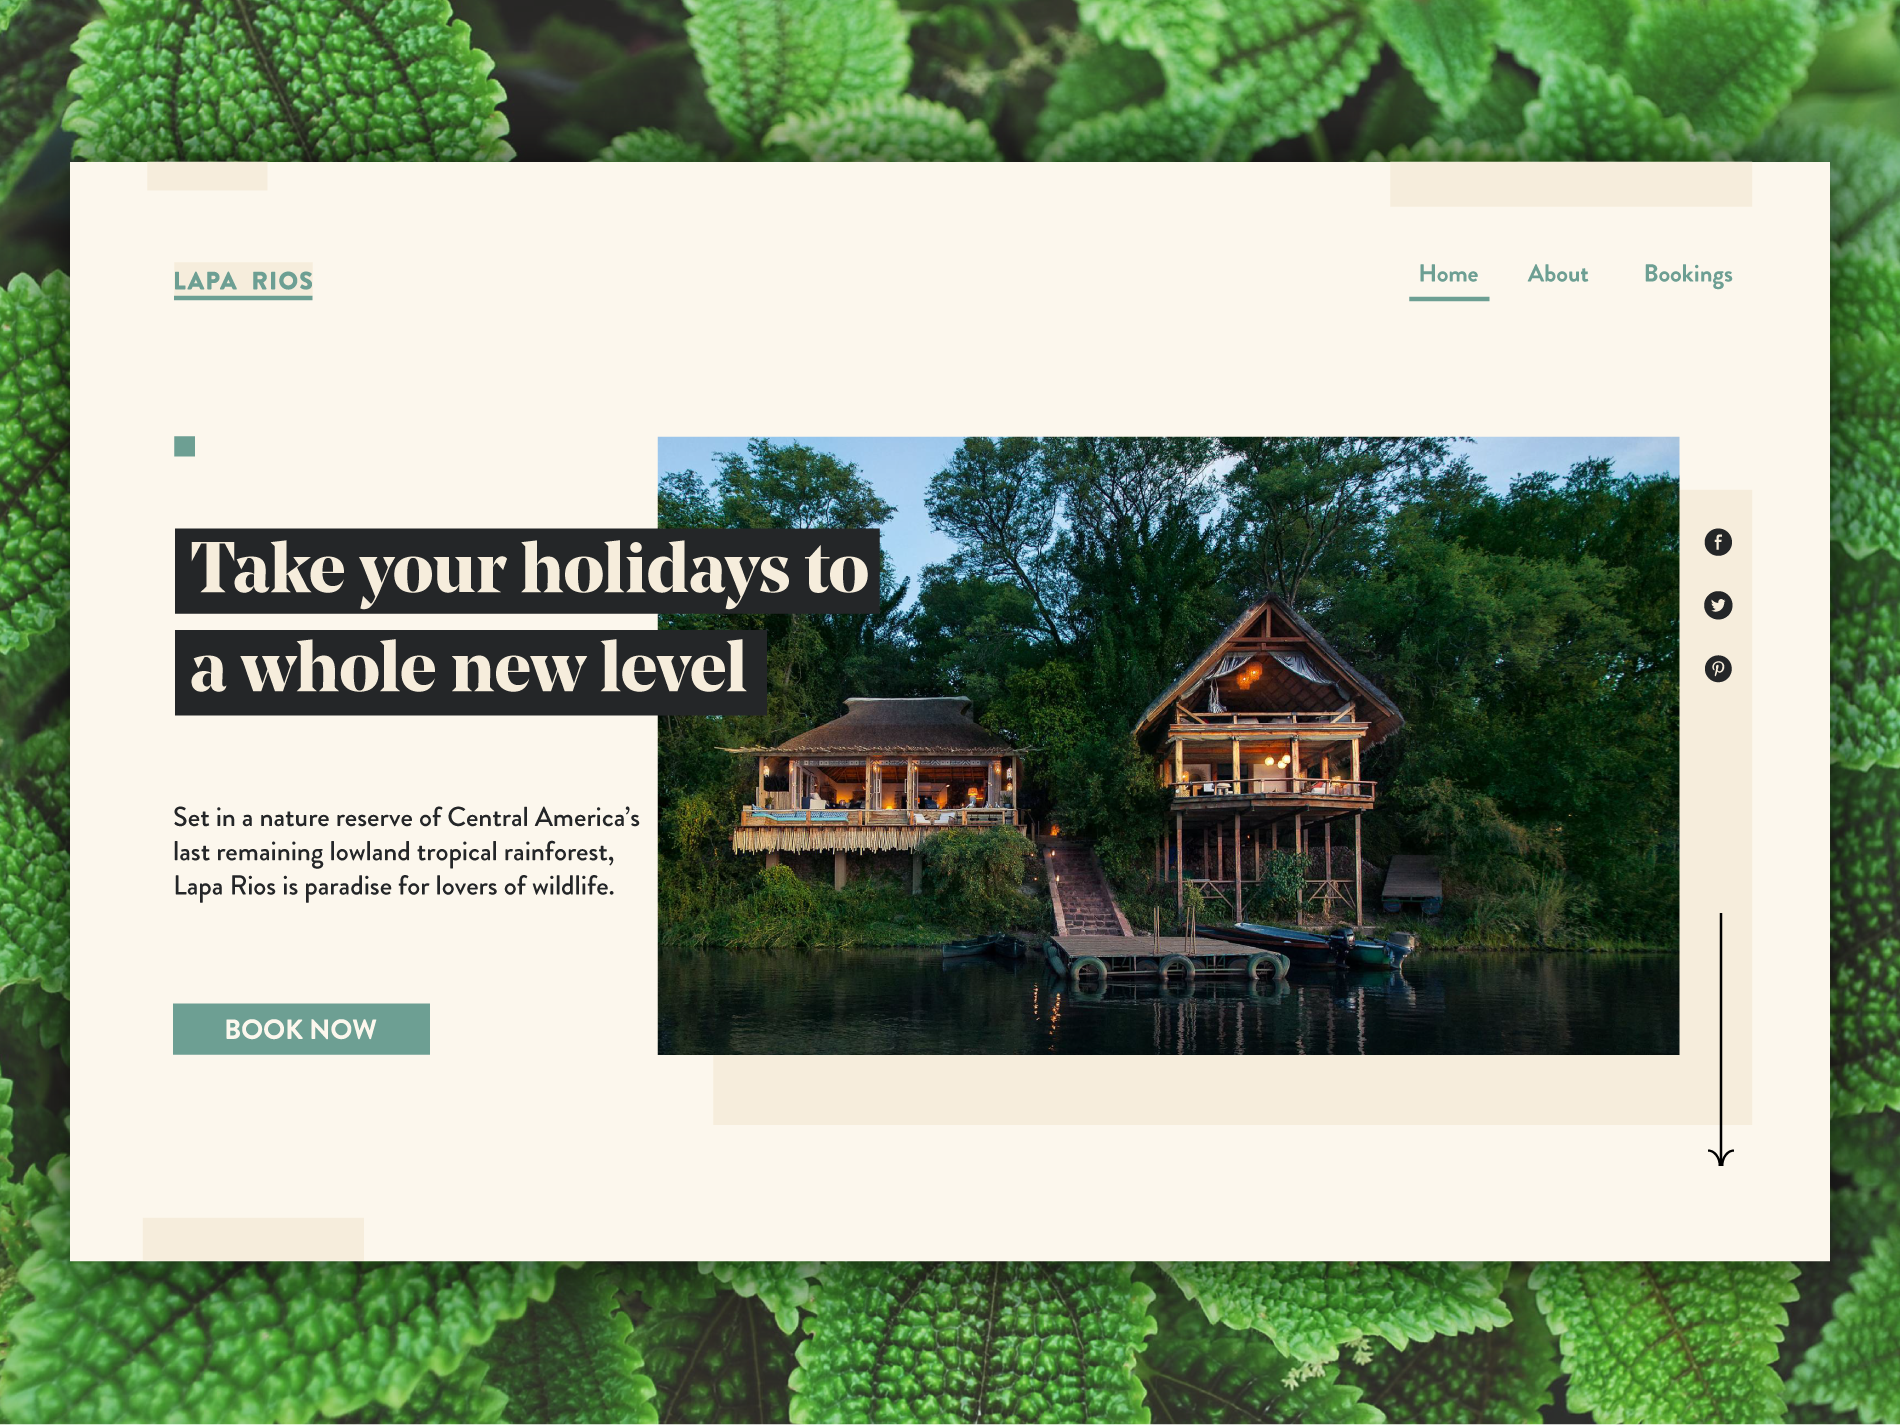 LAPA RIOS
Home About Bookings
Take your holidays to
a whole new level
Set in a nature reserve of Central America’s
last remaining lowland tropical rainforest,
Lapa Rios is paradise for lovers of wildlife.
BOOK NOW